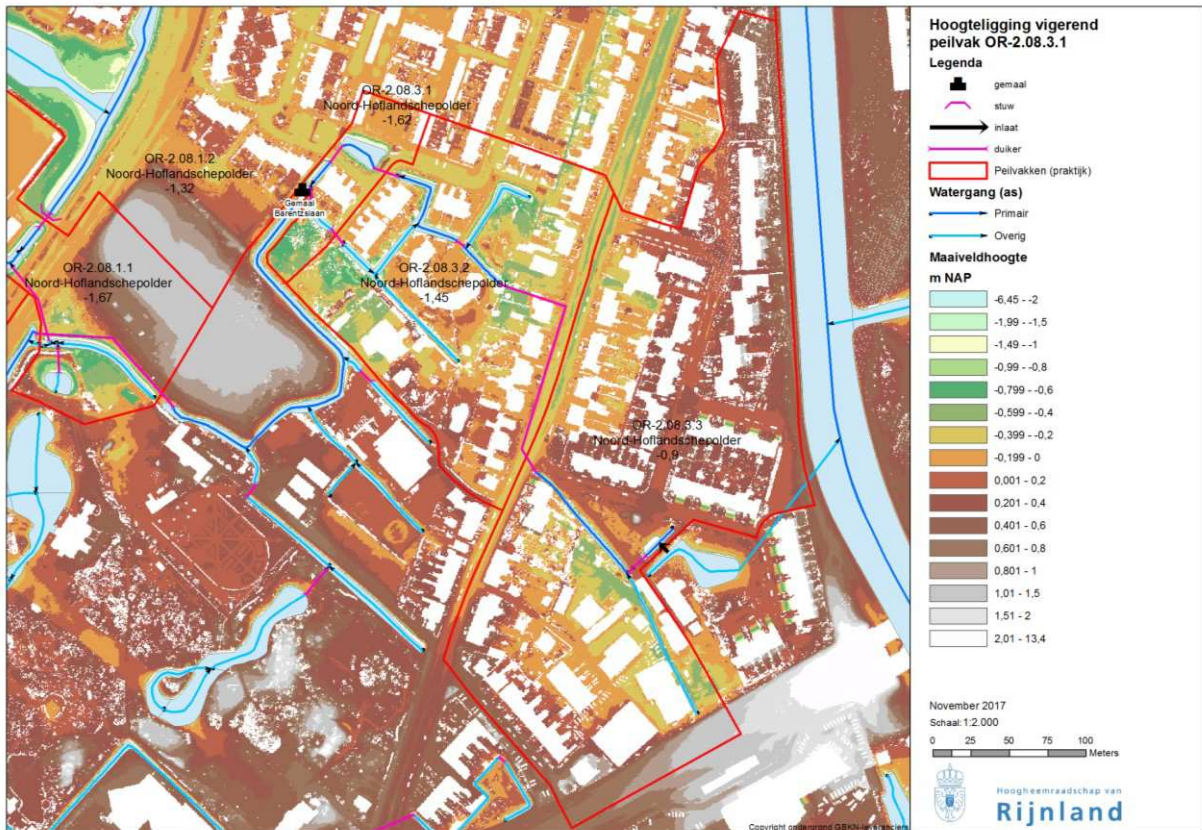 OR-2.08.3.1
Noord-Hoflandschepolder
-1,62
OR-2.08.1.2
Noord-Hoflandschepolder
-1,32
Gemaal
Barentzslaan
OR-2.08.1.1
Noord-Hoflandschepolder
-1,67
OR-2.08.3.2
Noord-Hoflandschepolder
-1,45
OR-2.08.3.3
Noord-Hoflandschepolder
-0,9
Copyright ondergrond GBKN-leveranciers
Hoogteligging vigerend
peilvak OR-2.08.3.1
Legenda
gemaal
stuw
inlaat
duiker
Peilvakken (praktijk)
Watergang (as)
Primair
Overig
Maaiveldhoogte
m NAP
-6,45 - -2
-1,99 - -1,5
-1,49 - -1
-0,99 - -0,8
-0,799 - -0,6
-0,599 - -0,4
-0,399 - -0,2
-0,199 - 0
0,001 - 0,2
0,201 - 0,4
0,401 - 0,6
0,601 - 0,8
0,801 - 1
1,01 - 1,5
1,51 - 2
2,01 - 13,4
November 2017
Schaal: 1:2.000
0 25 50 75 100
Meters
Hoogheemraadschap van
Rijnland